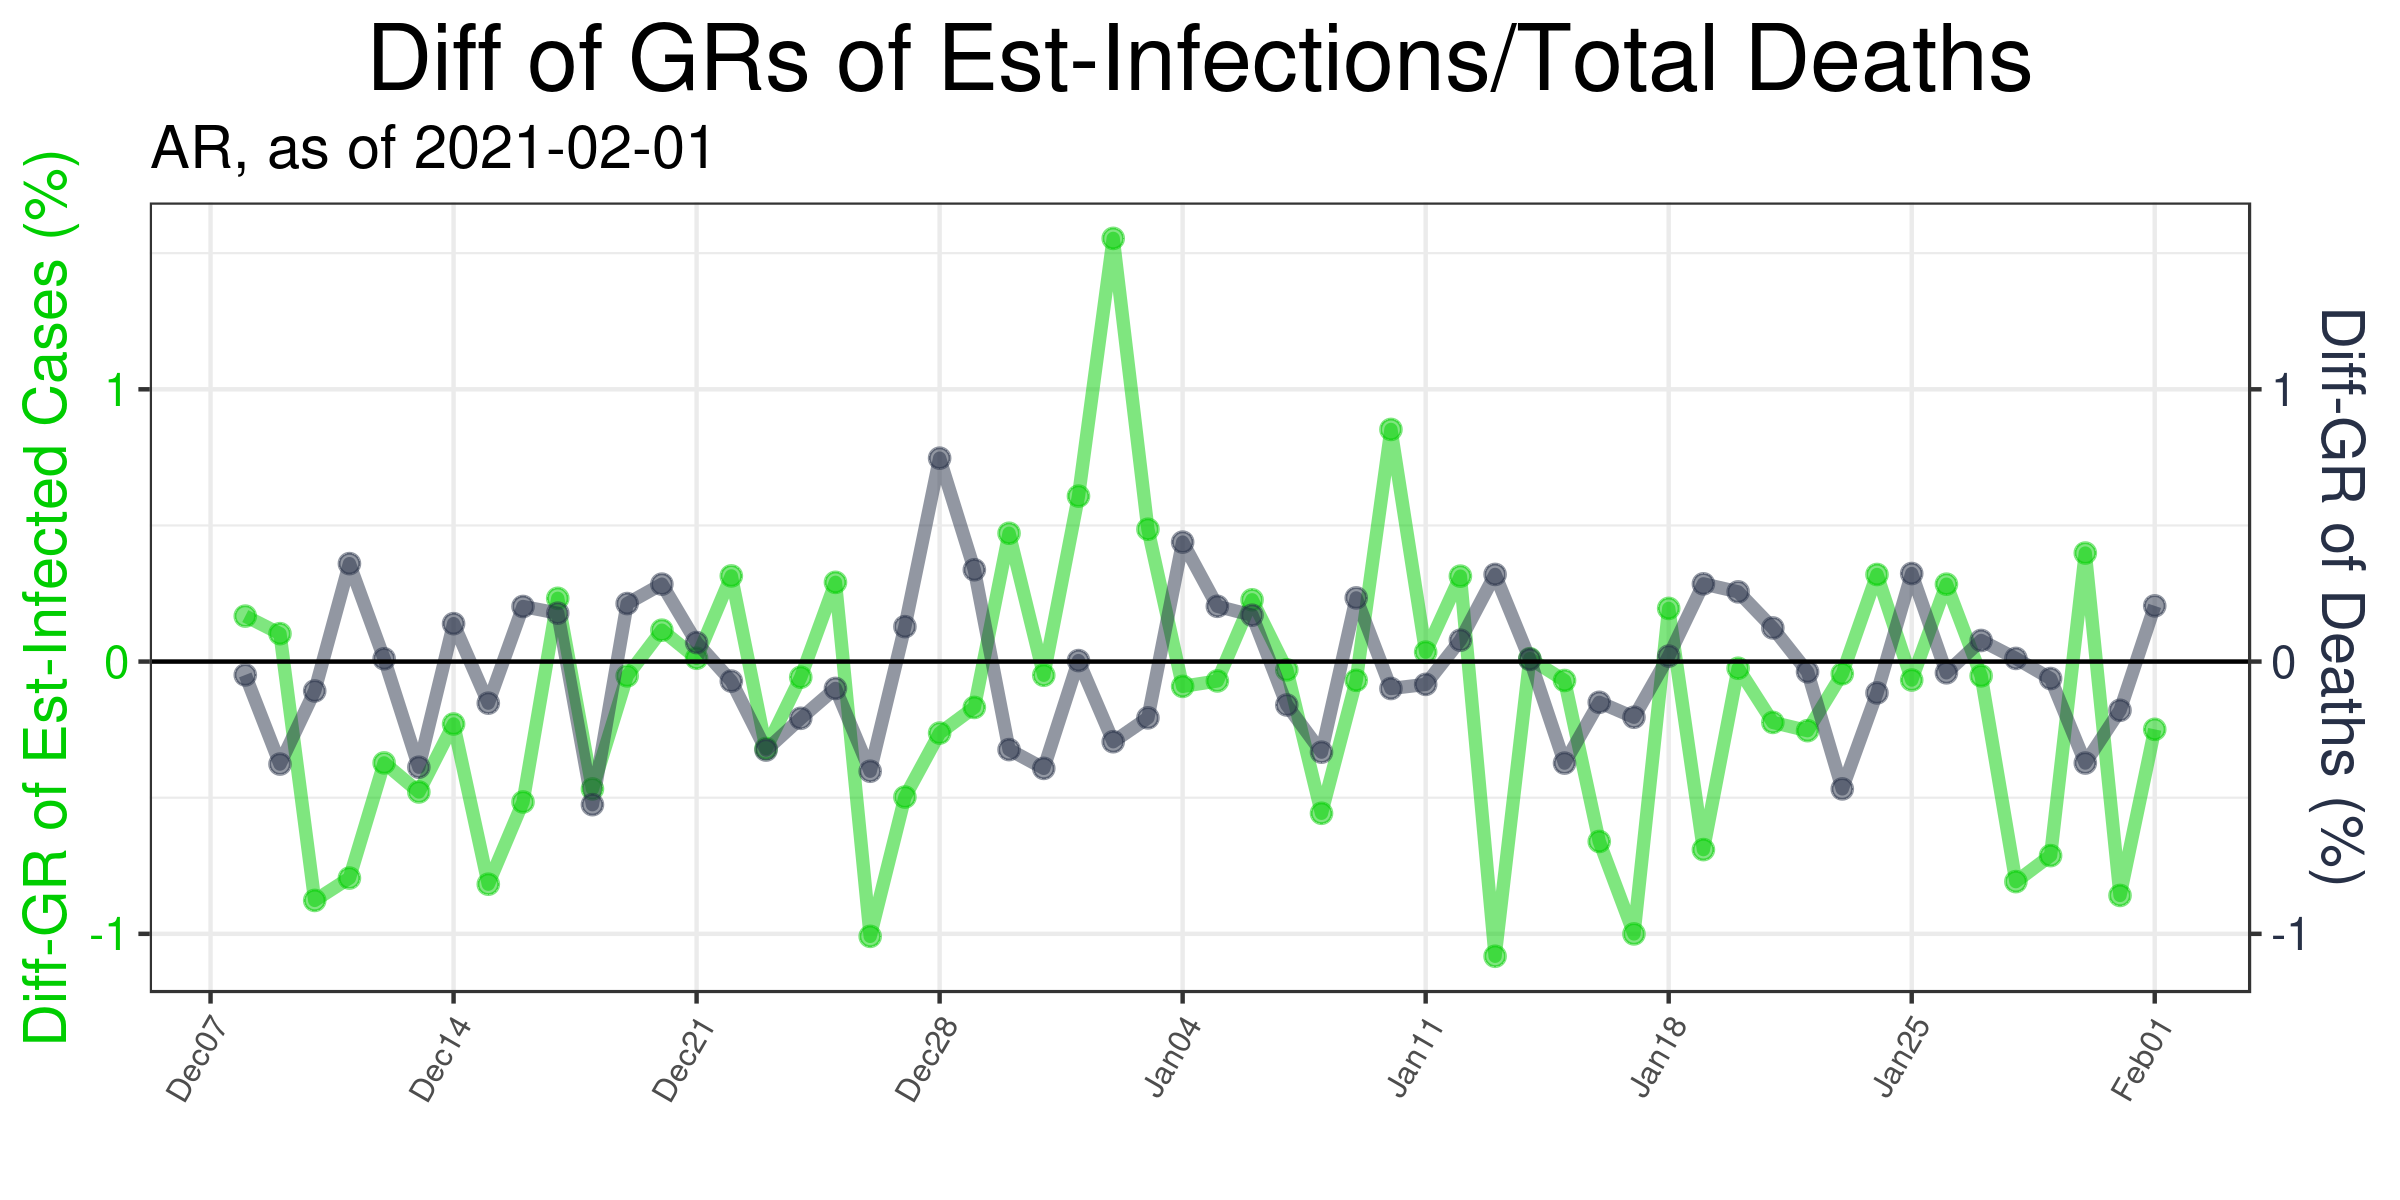 Diff of GRs of Est-Infections/Total Deaths
AR, as of 2021-02-01
Diff-GR of Est-Infected Cases (%)
1
0
-1
Diff-GR of Deaths (%)
1
0
-1
Dec07
Dec14
Dec21
Dec28
Jan04
Jan11
Jan18
Jan25
Feb01